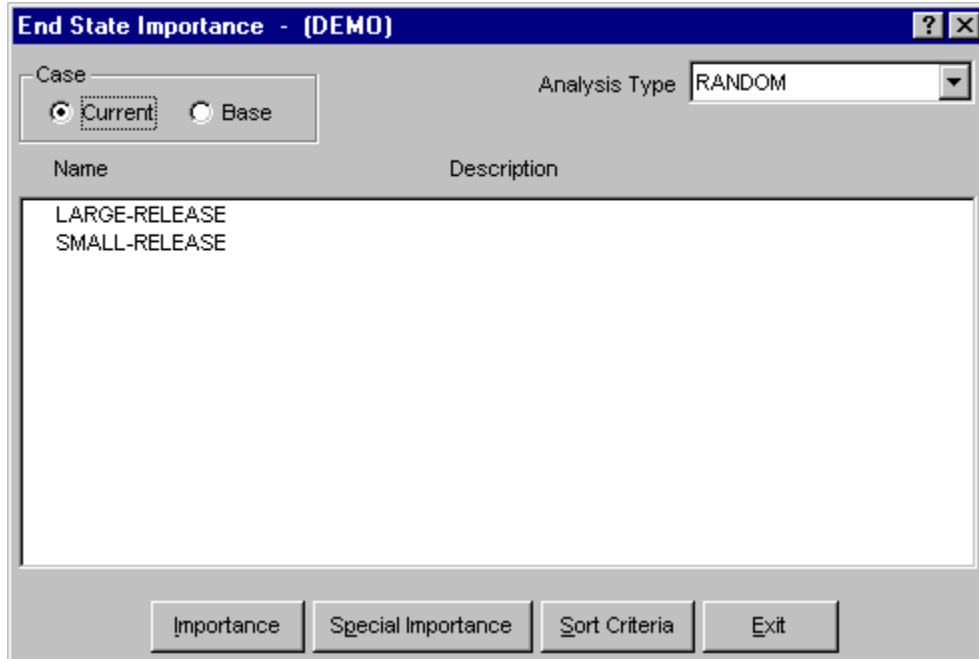 End State Importance - (DEMO)
Case
Current Base
Analysis Type RANDOM
Name Description
LARGE-RELEASE
SMALL-RELEASE
Importance Special Importance Sort Criteria Exit